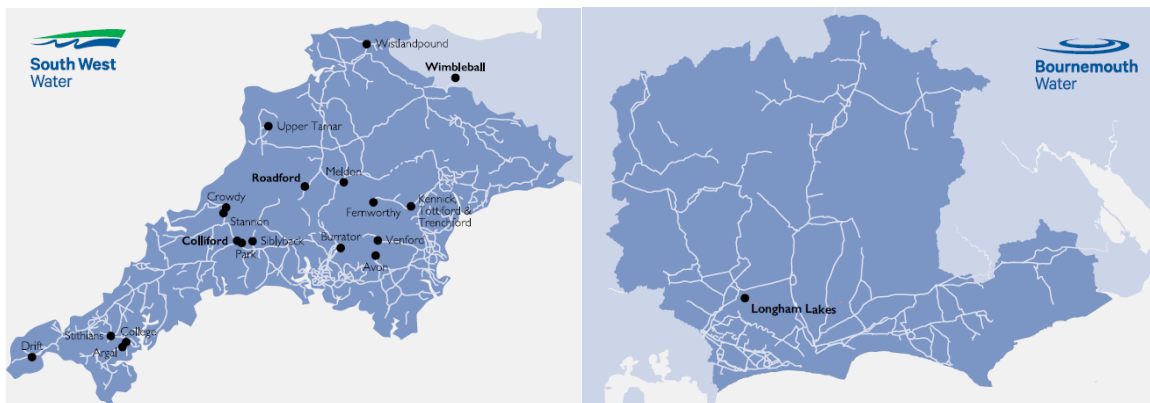 South West
Water
Wistlandpound
Wimbleball
Upper Tamar
Roadford
Meldon
Crowdy
Stannon
Fernworthy
Kennick,
Tottiford &
Trenchford
Colliford
Siblyback
Park
Burrator
Venford
Avon
Stithians
College
Argal
Drift
Bournemouth
Water
Longham Lakes